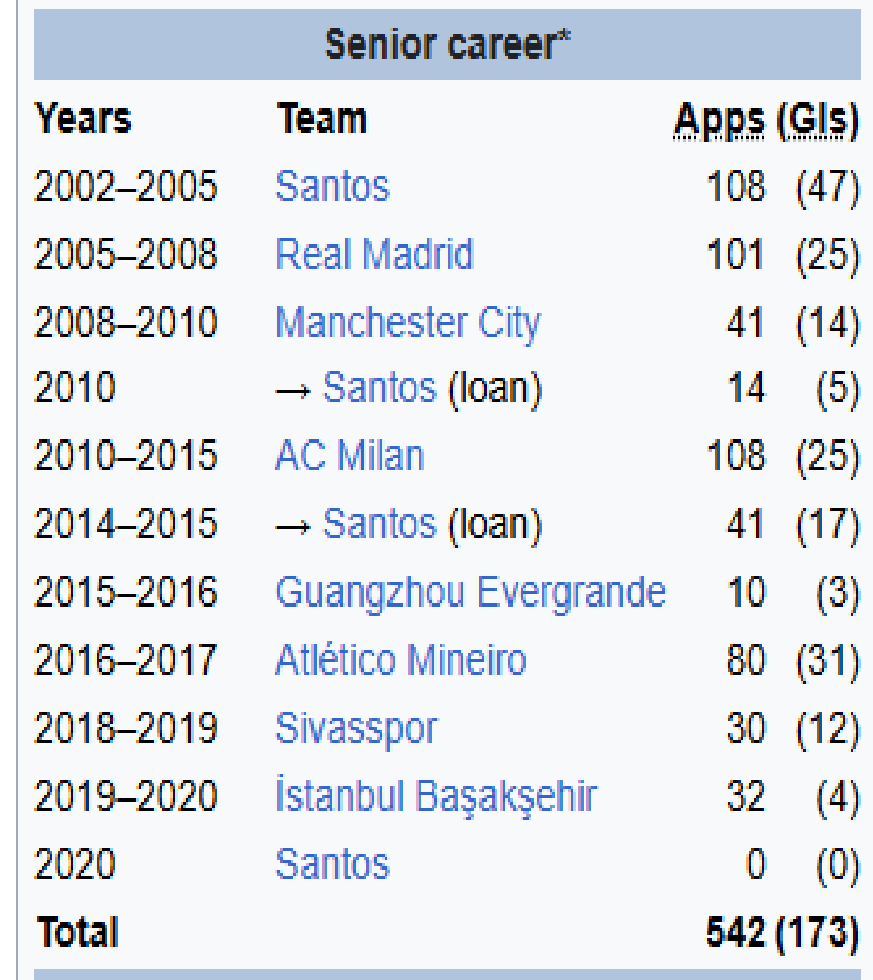 Senior career*
Years Team Apps (Gls)
2002–2005 Santos 108 (47)
2005–2008 Real Madrid 101 (25)
2008–2010 Manchester City 41 (14)
2010 → Santos (loan) 14 (5)
2010–2015 AC Milan 108 (25)
2014–2015 → Santos (loan) 41 (17)
2015–2016 Guangzhou Evergrande 10 (3)
2016–2017 Atlético Mineiro 80 (31)
2018–2019 Sivasspor 30 (12)
2019–2020 İstanbul Başakşehir 32 (4)
2020 Santos 0 (0)
Total 542 (173)